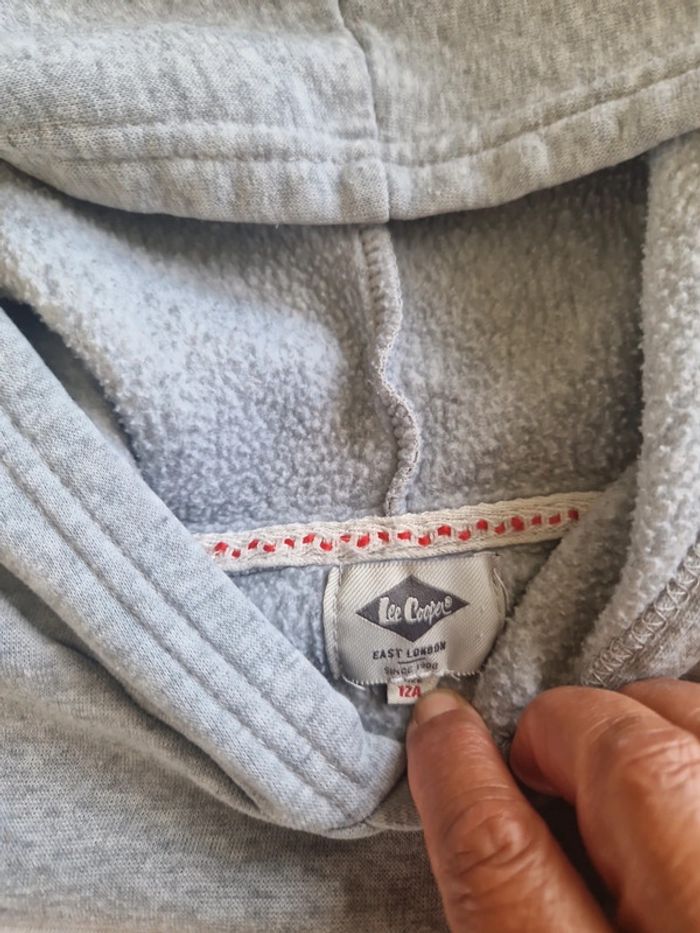 Lee Cooper®
EAST LONDON
SINCE 1908
12A